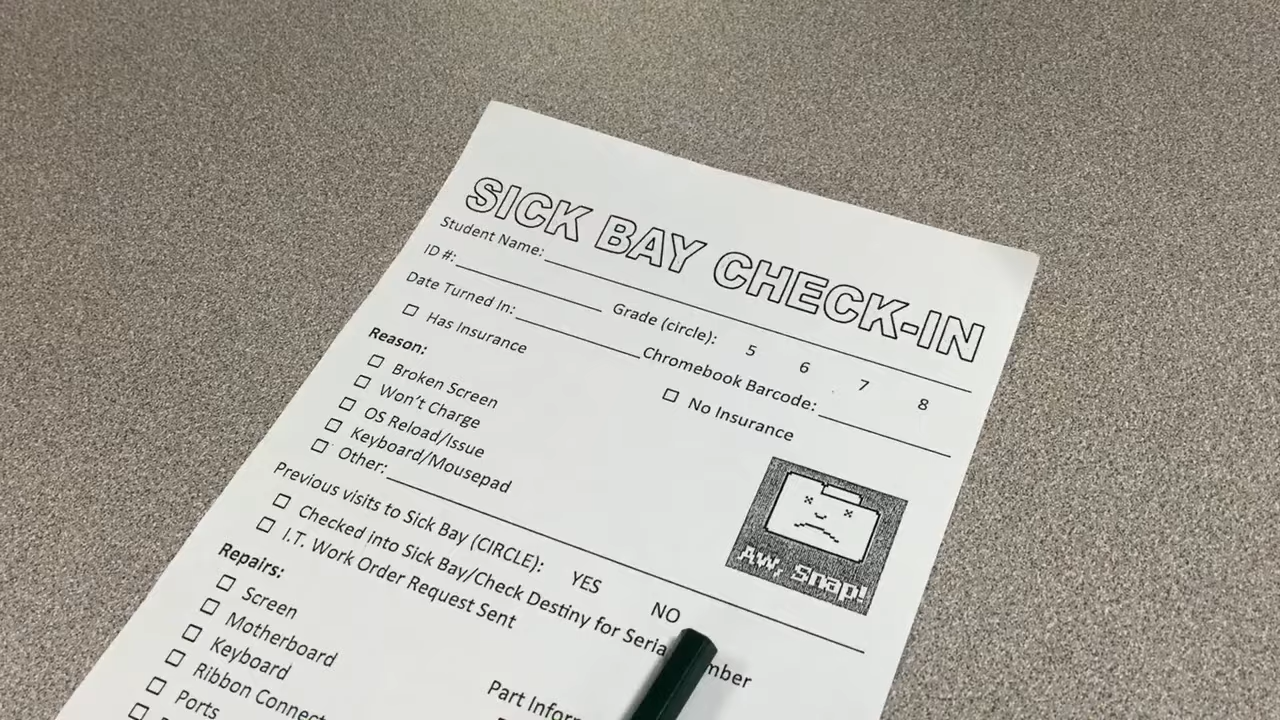 SICK BAY CHECK-IN
Student Name:
ID #: Grade (circle): 5 6 7 8
Date Turned In: Chromebook Barcode:
Has Insurance No Insurance
Reason:
Broken Screen
Won't Charge
OS Reload/Issue
Keyboard/Mousepad
Other:
Aw, Snap!
Previous visits to Sick Bay (CIRCLE): YES NO
Checked into Sick Bay/Check Destiny for
I.T. Work Order Request Sent
Repairs:
Screen
Motherboard
Keyboard Part
Ribbon
Ports